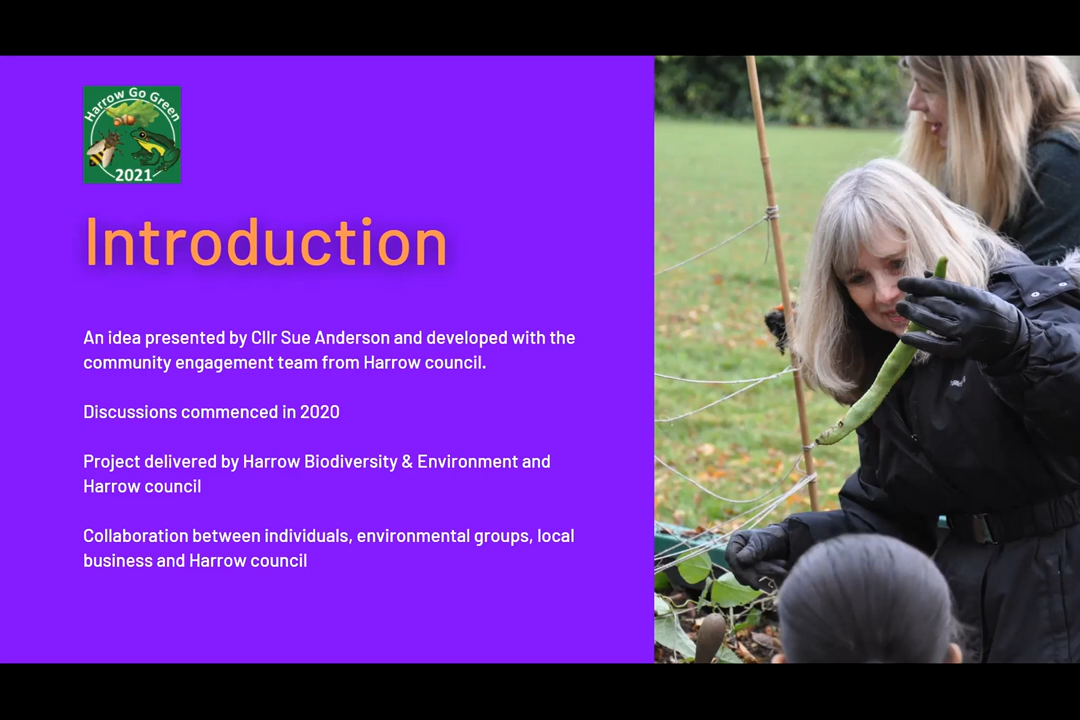 Harrow Go Green
2021
Introduction
An idea presented by Cllr Sue Anderson and developed with the
community engagement team from Harrow council.
Discussions commenced in 2020
Project delivered by Harrow Biodiversity & Environment and
Harrow council
Collaboration between individuals, environmental groups, local
business and Harrow council